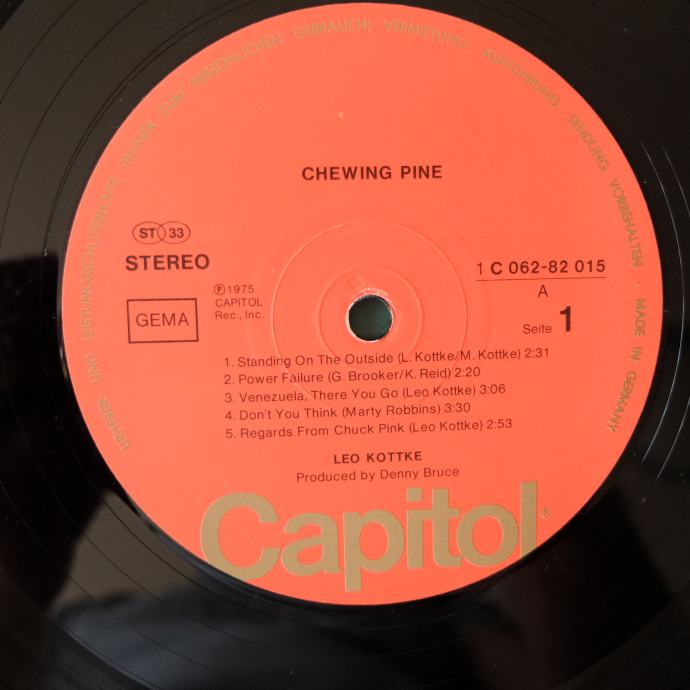 URHEBER- UND LEISTUNGSSCHUTZRECHTE (AUSSER ZUM PERSÖNLICHEN GEBRAUCH) VERMIETUNG AUFFÜHRUNG, SENDUNG VORBEHALTEN · MADE IN GERMANY
CHEWING PINE
ST 33
STEREO
1 C 062-82 015
A
Seite 1
GEMA
℗ 1975
CAPITOL
Rec., Inc.
1. Standing On The Outside (L. Kottke/M. Kottke) 2:31
2. Power Failure (G. Brooker/K. Reid) 2:20
3. Venezuela, There You Go (Leo Kottke) 3:06
4. Don't You Think (Marty Robbins) 3:30
5. Regards From Chuck Pink (Leo Kottke) 2:53
LEO KOTTKE
Produced by Denny Bruce
Capitol®